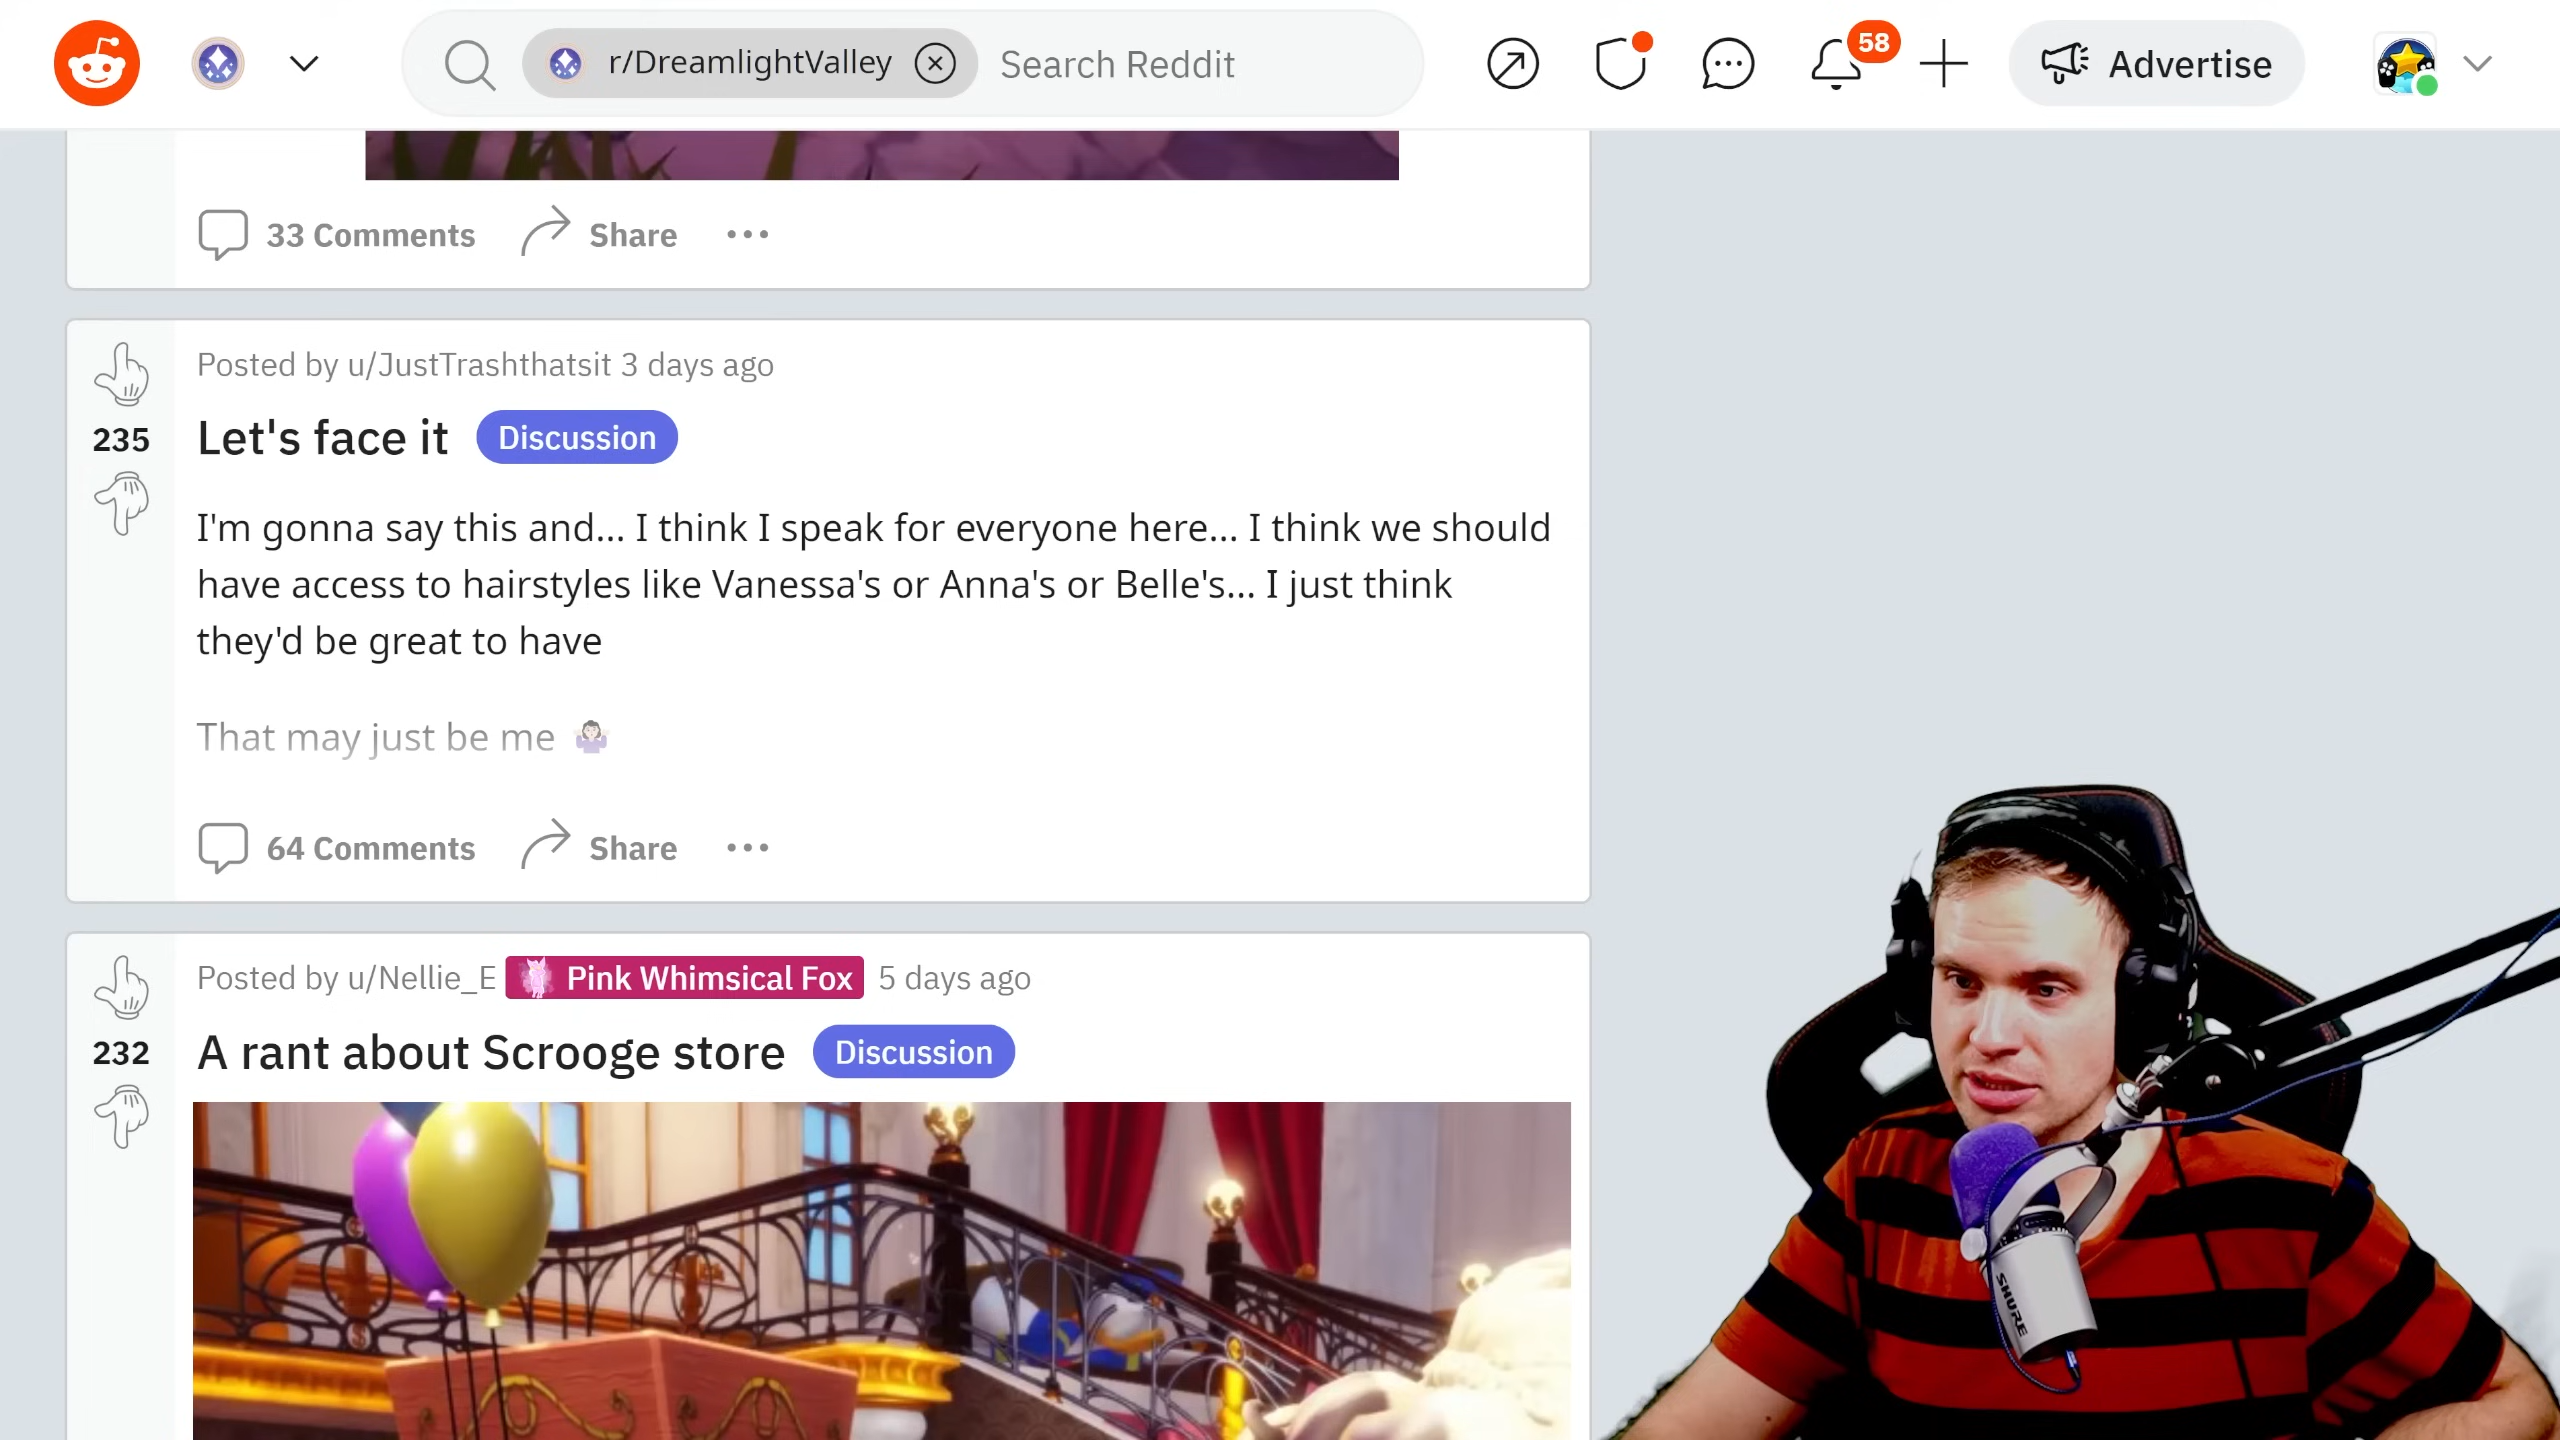 r/DreamlightValley Search Reddit 58 Advertise
33 Comments Share
Posted by u/JustTrashthatsit 3 days ago
235 Let's face it Discussion
I'm gonna say this and... I think I speak for everyone here... I think we should
have access to hairstyles like Vanessa's or Anna's or Belle's... I just think
they'd be great to have
That may just be me 🤷🏻‍♀️
64 Comments Share
Posted by u/Nellie_E Pink Whimsical Fox 5 days ago
232 A rant about Scrooge store Discussion
SHURE